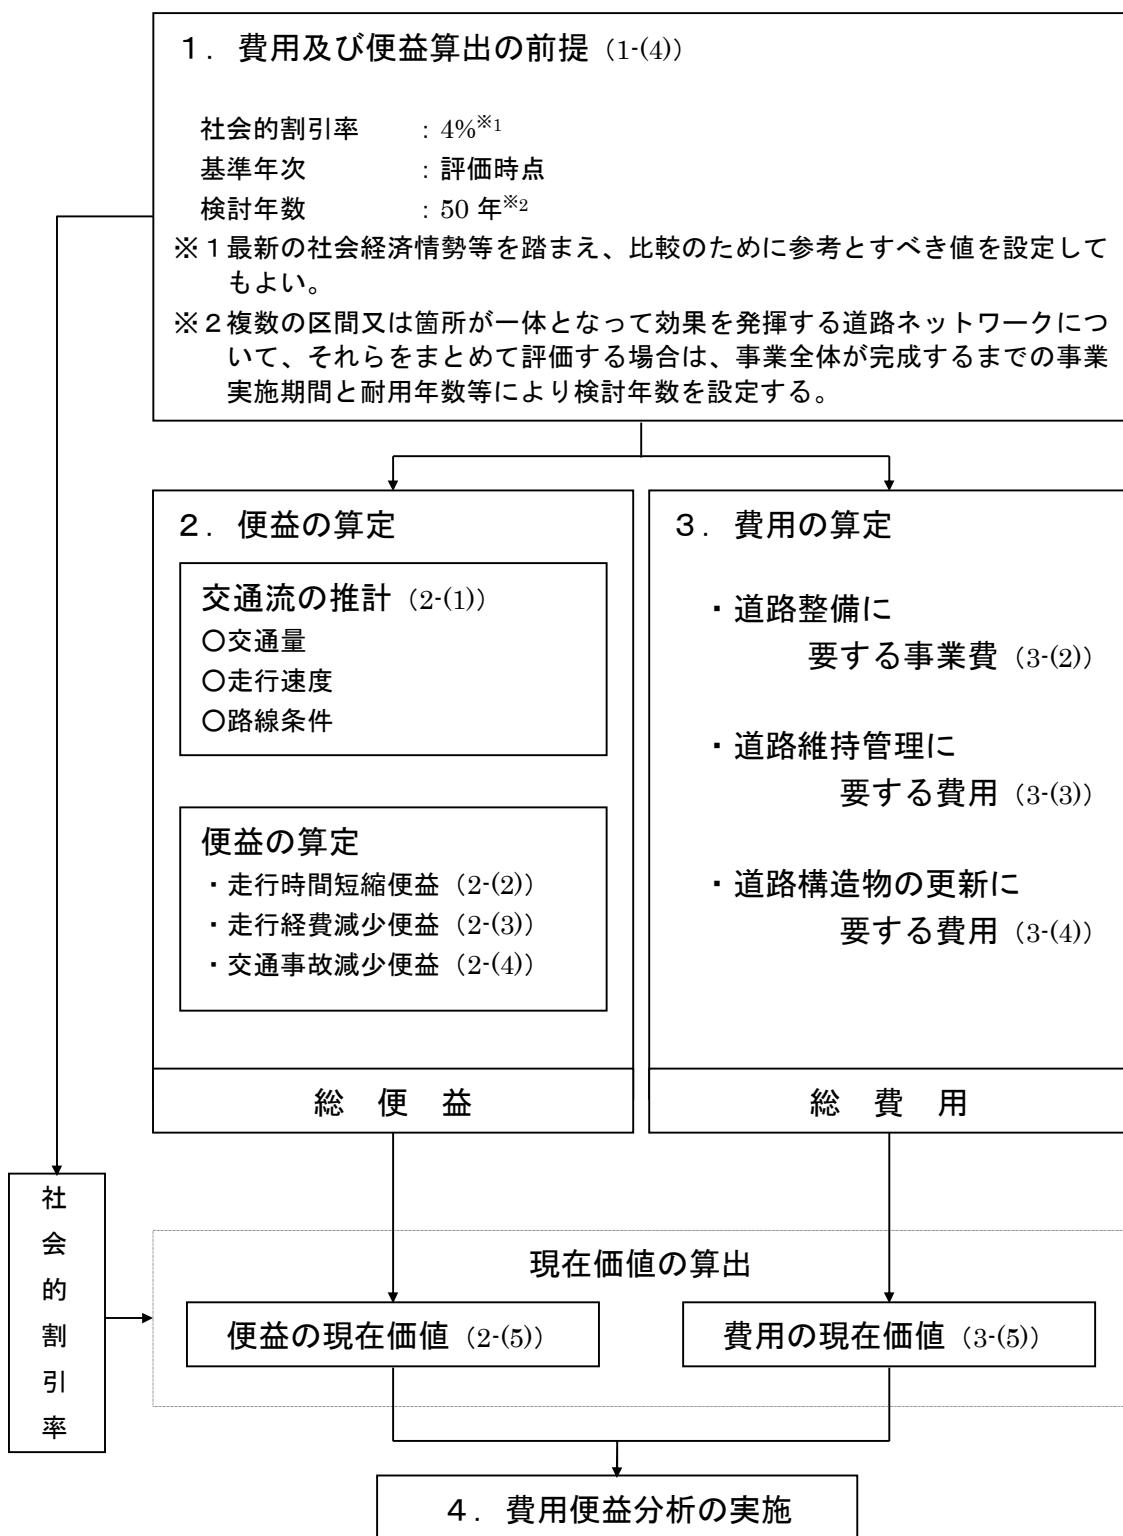 １．費用及び便益算出の前提（1-(4)）
社会的割引率　：4%※1
基準年次　：評価時点
検討年数　：50 年※2
※１最新の社会経済情勢等を踏まえ、比較のために参考とすべき値を設定して
もよい。
※２複数の区間又は箇所が一体となって効果を発揮する道路ネットワークにつ
いて、それらをまとめて評価する場合は、事業全体が完成するまでの事業
実施期間と耐用年数等により検討年数を設定する。
２．便益の算定
交通流の推計（2-(1)）
○交通量
○走行速度
○路線条件
便益の算定
・走行時間短縮便益（2-(2)）
・走行経費減少便益（2-(3)）
・交通事故減少便益（2-(4)）
総　便　益
３．費用の算定
・道路整備に
要する事業費（3-(2)）
・道路維持管理に
要する費用（3-(3)）
・道路構造物の更新に
要する費用（3-(4)）
総　費　用
社会的割引率
現在価値の算出
便益の現在価値（2-(5)）
費用の現在価値（3-(5)）
４．費用便益分析の実施